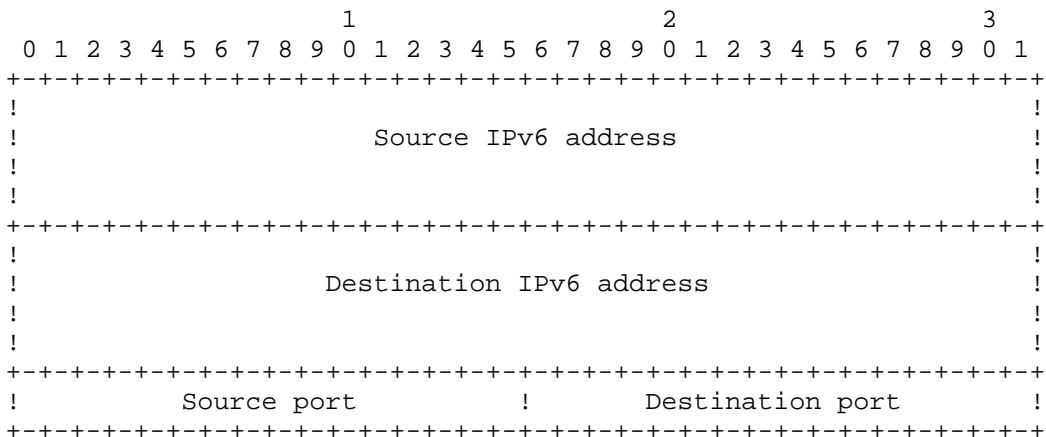 1                   2                   3
 0 1 2 3 4 5 6 7 8 9 0 1 2 3 4 5 6 7 8 9 0 1 2 3 4 5 6 7 8 9 0 1
+-+-+-+-+-+-+-+-+-+-+-+-+-+-+-+-+-+-+-+-+-+-+-+-+-+-+-+-+-+-+-+-+
!                                                               !
!                      Source IPv6 address                      !
!                                                               !
!                                                               !
+-+-+-+-+-+-+-+-+-+-+-+-+-+-+-+-+-+-+-+-+-+-+-+-+-+-+-+-+-+-+-+-+
!                                                               !
!                   Destination IPv6 address                    !
!                                                               !
!                                                               !
+-+-+-+-+-+-+-+-+-+-+-+-+-+-+-+-+-+-+-+-+-+-+-+-+-+-+-+-+-+-+-+-+
!          Source port          !       Destination port        !
+-+-+-+-+-+-+-+-+-+-+-+-+-+-+-+-+-+-+-+-+-+-+-+-+-+-+-+-+-+-+-+-+